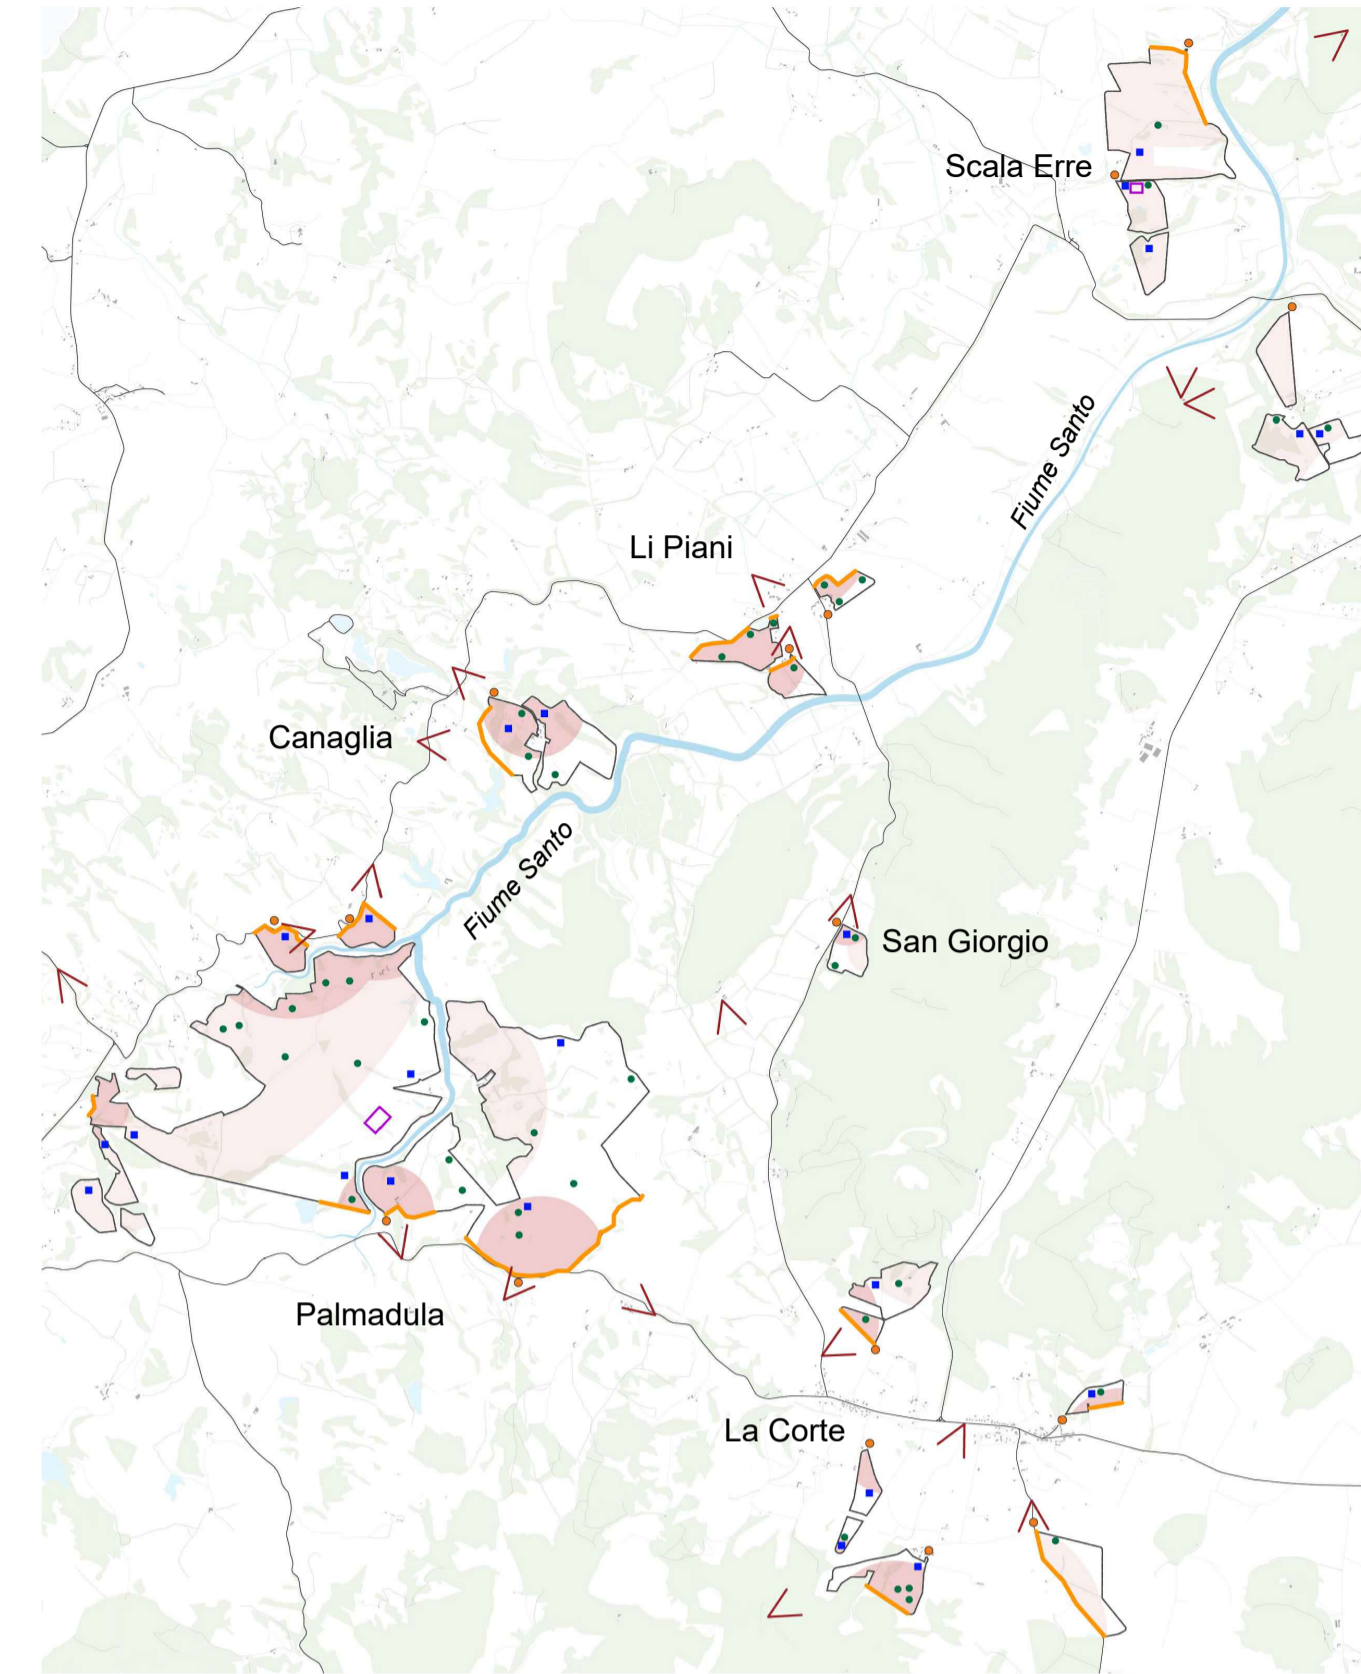 Scala Erre
Fiume Santo
Li Piani
Canaglia
Fiume Santo
San Giorgio
Palmadula
La Corte